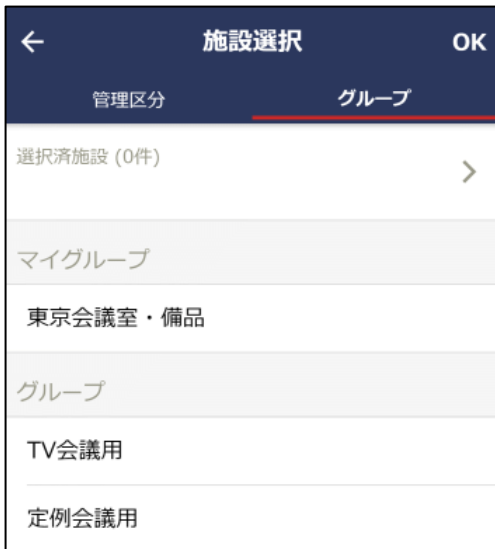 施設選択 OK
管理区分 グループ
選択済施設 (0件)
マイグループ
東京会議室・備品
グループ
TV会議用
定例会議用